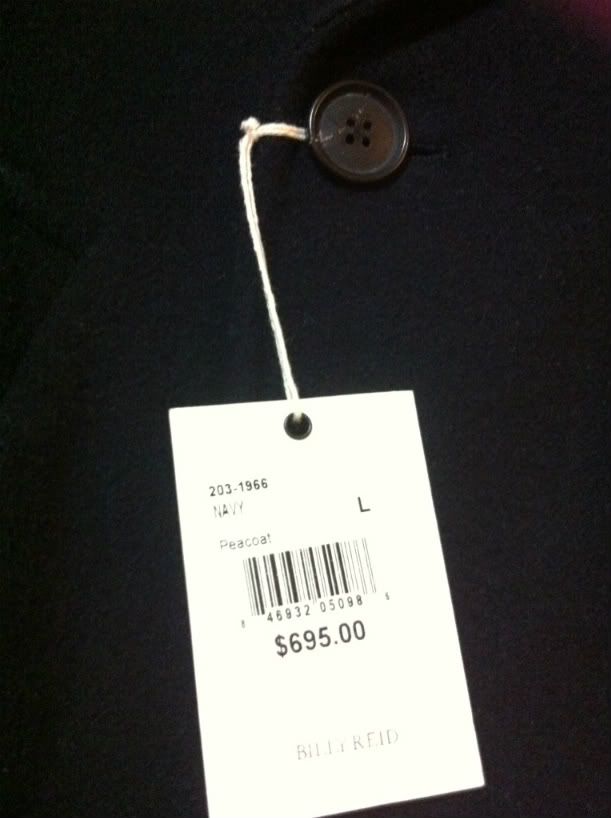 203-1966
NAVY L
Peacoat
8 46932 05098 6
$695.00
BILLY REID